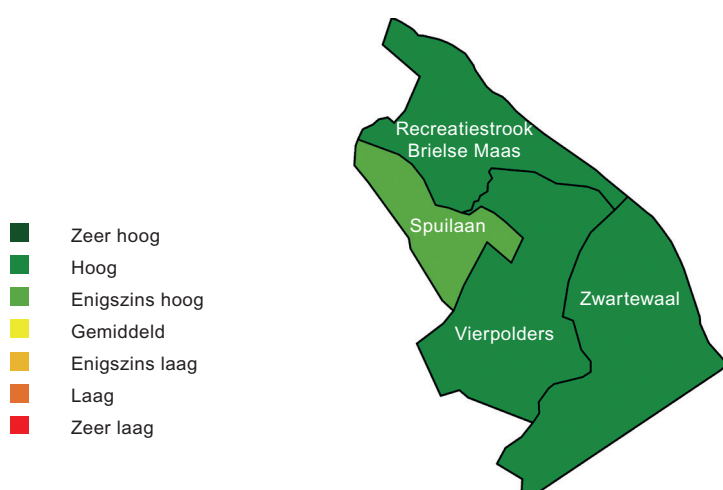 Recreatiestrook
Brielse Maas
Spuilaan
Zwartewaal
Vierpolders
Zeer hoog
Hoog
Enigszins hoog
Gemiddeld
Enigszins laag
Laag
Zeer laag